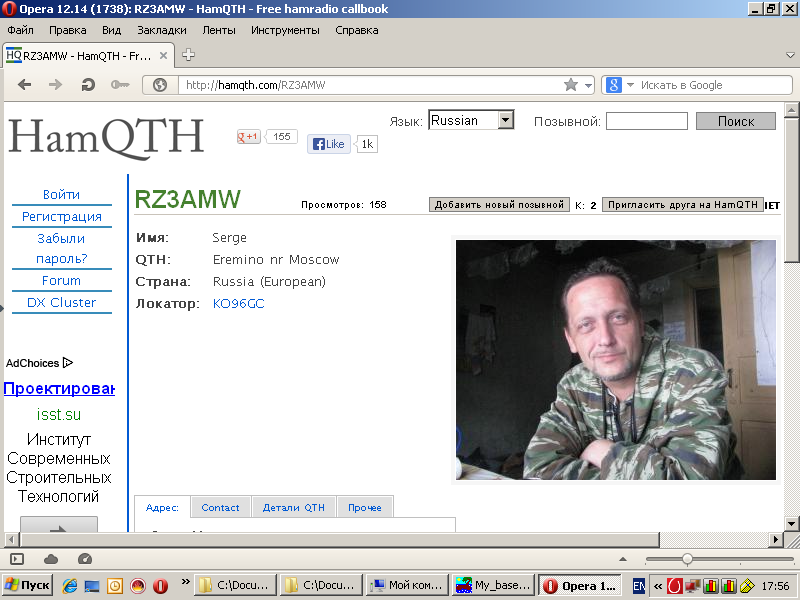 Opera 12.14 (1738): RZ3AMW - HamQTH - Free hamradio callbook
Файл Правка Вид Закладки Ленты Инструменты Справка
HQ RZ3AMW - HamQTH - Fr...
http://hamqth.com/RZ3AMW
8 Искать в Google
HamQTH
g +1 155
Like 1k
Язык: Russian
Позывной: Поиск
Войти
Регистрация
Забыли
пароль?
Forum
DX Cluster
RZ3AMW
Просмотров: 158
Добавить новый позывной К: 2 Пригласить друга на HamQTH
Имя: Serge
QTH: Eremino nr Moscow
Страна: Russia (European)
Локатор: KO96GC
AdChoices
Проектирован
isst.su
Институт
Современных
Строительных
Технологий
Адрес: Contact Детали QTH Прочее
Пуск » C:\Docu... C:\Docu... Мой ком... My_base... Opera 1... EN « 17:56